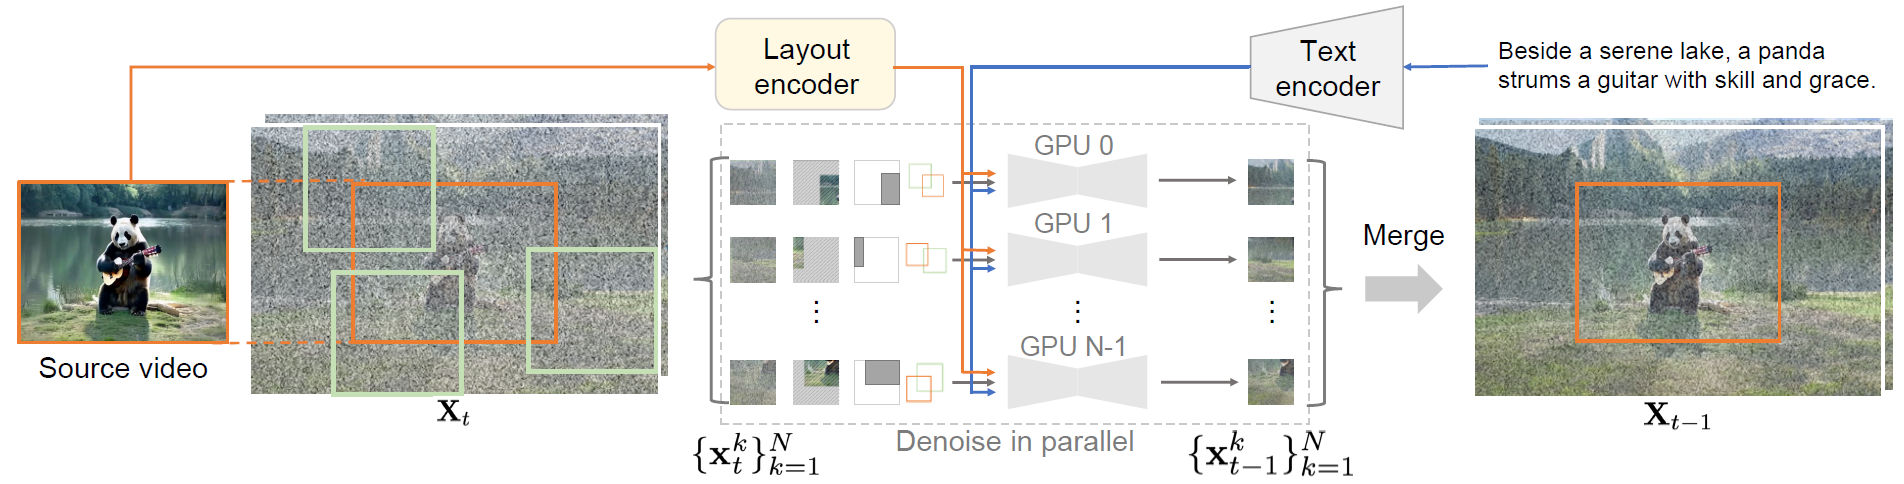 Layout
encoder
Text
encoder
Beside a serene lake, a panda
strums a guitar with skill and grace.
Source video
$\mathbf{x}_t$
GPU 0
GPU 1
⋮ ⋮ ⋮
GPU N-1
Merge
$\mathbf{x}_{t-1}$
Denoise in parallel
$\{\mathbf{x}_t^k\}_{k=1}^N$
$\{\mathbf{x}_{t-1}^k\}_{k=1}^N$